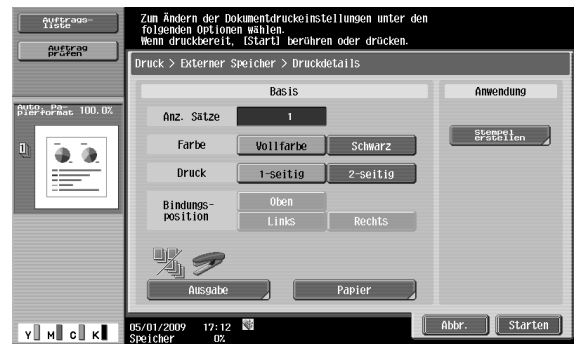 Auftrags-
liste
Auftrag
prüfen
Zum Ändern der Dokumentdruckeinstellungen unter den
folgenden Optionen wählen.
Wenn druckbereit, [Start] berühren oder drücken.
Druck > Externer Speicher > Druckdetails
Auto. Pa-
pierformat 100.0%
1
Basis
Anz. Sätze 1
Farbe Vollfarbe Schwarz
Druck 1-seitig 2-seitig
Bindungs-
position
Oben
Links Rechts
Ausgabe Papier
Anwendung
Stempel
erstellen
Y M C K
05/01/2009 17:12
Speicher 0%
Abbr. Starten